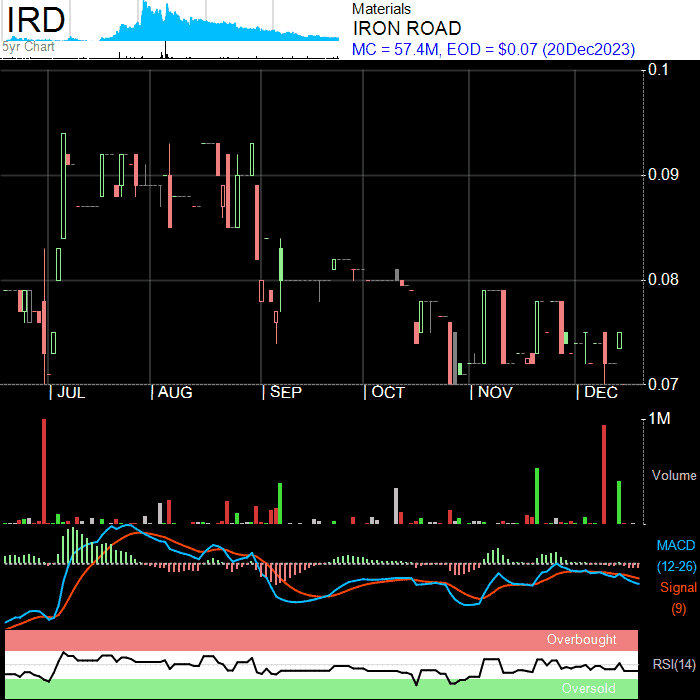 IRD
5yr Chart
Materials
IRON ROAD
MC = 57.4M, EOD = $0.07 (20Dec2023)
0.1
0.09
0.08
0.07
JUL AUG SEP OCT NOV DEC
1M
Volume
MACD
(12-26)
Signal
(9)
Overbought
RSI(14)
Oversold